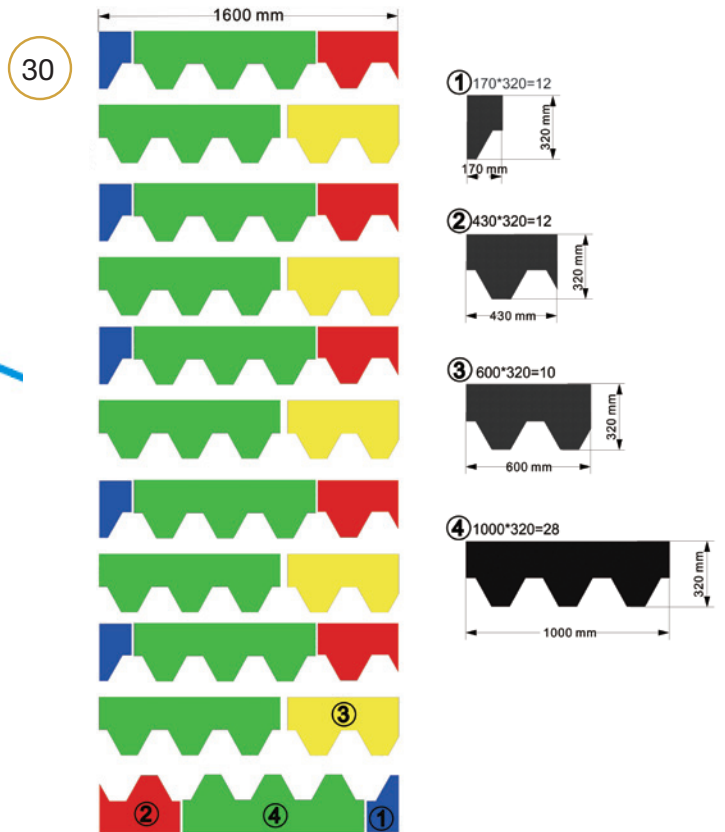 1600 mm
30
① 170*320=12
320 mm
170 mm
② 430*320=12
320 mm
430 mm
③ 600*320=10
320 mm
600 mm
④ 1000*320=28
320 mm
1000 mm
③
② ④ ①